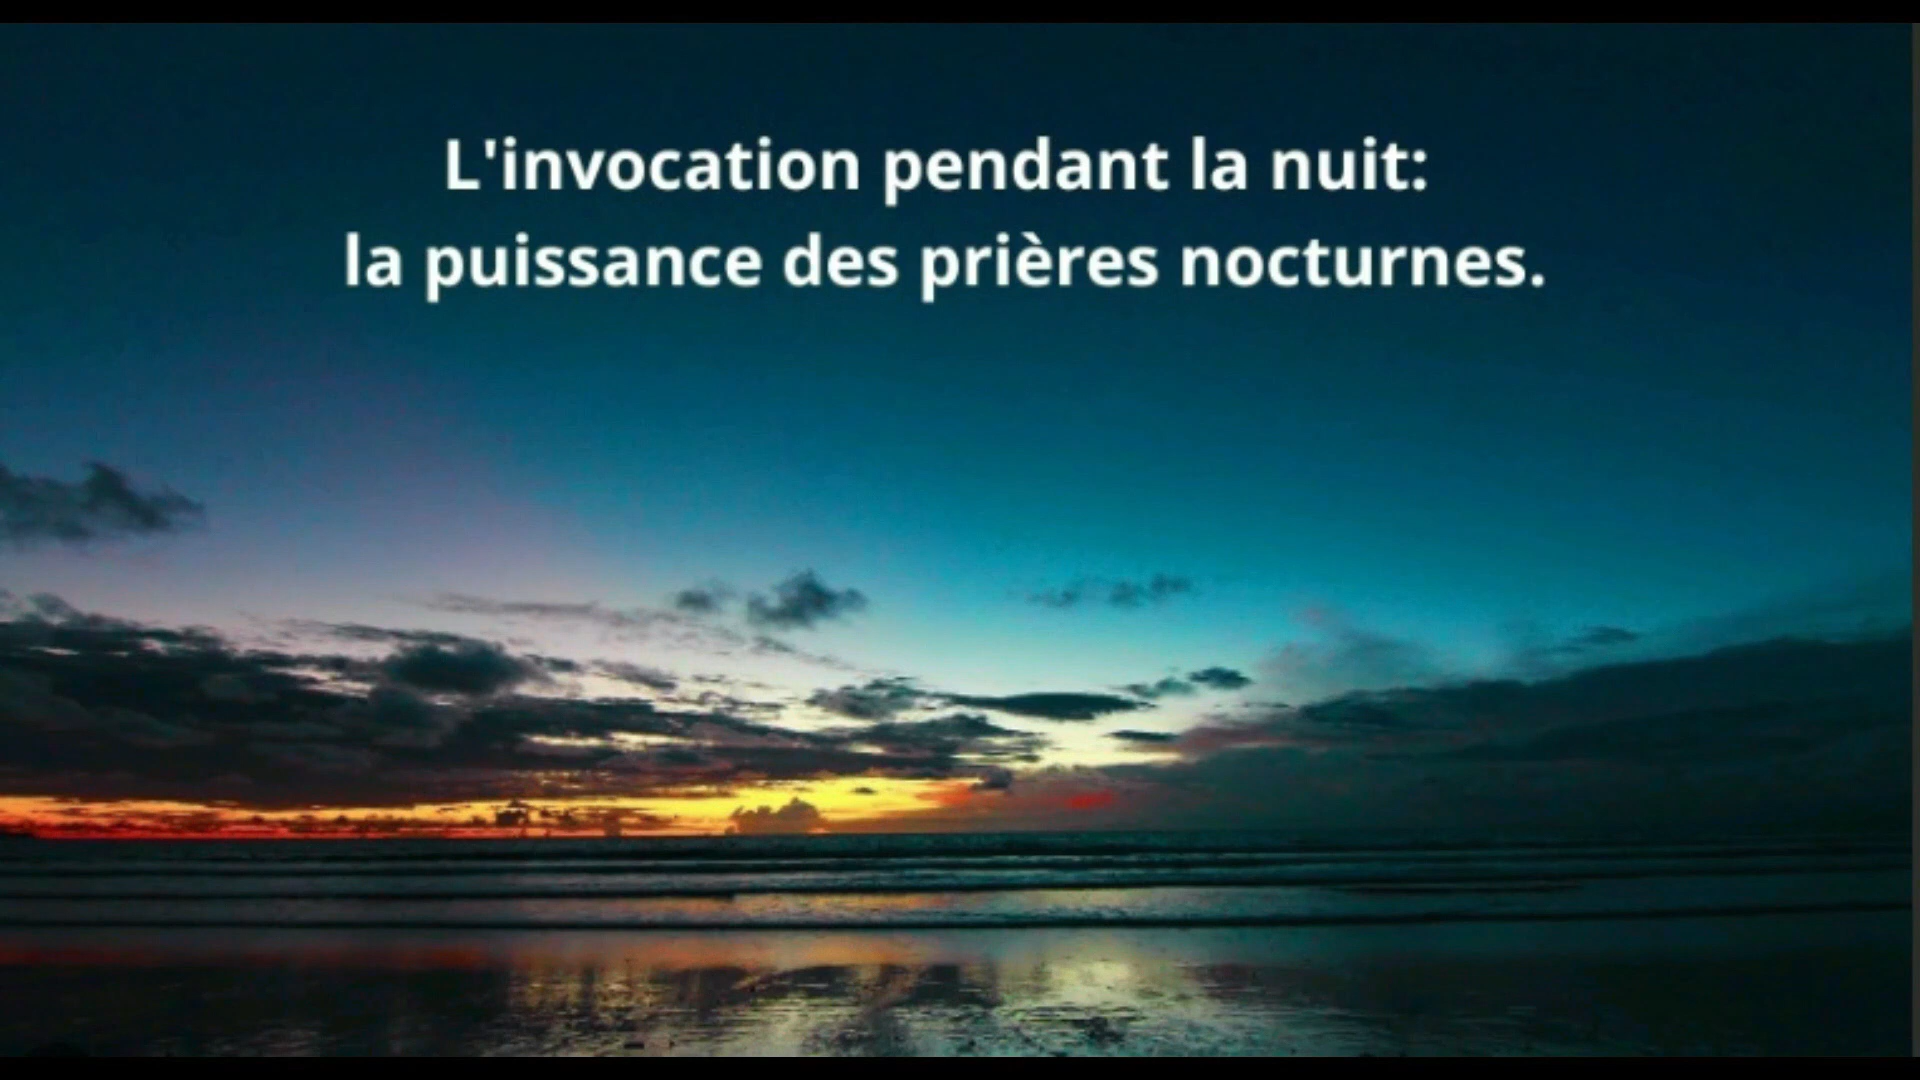 L'invocation pendant la nuit:
la puissance des prières nocturnes.